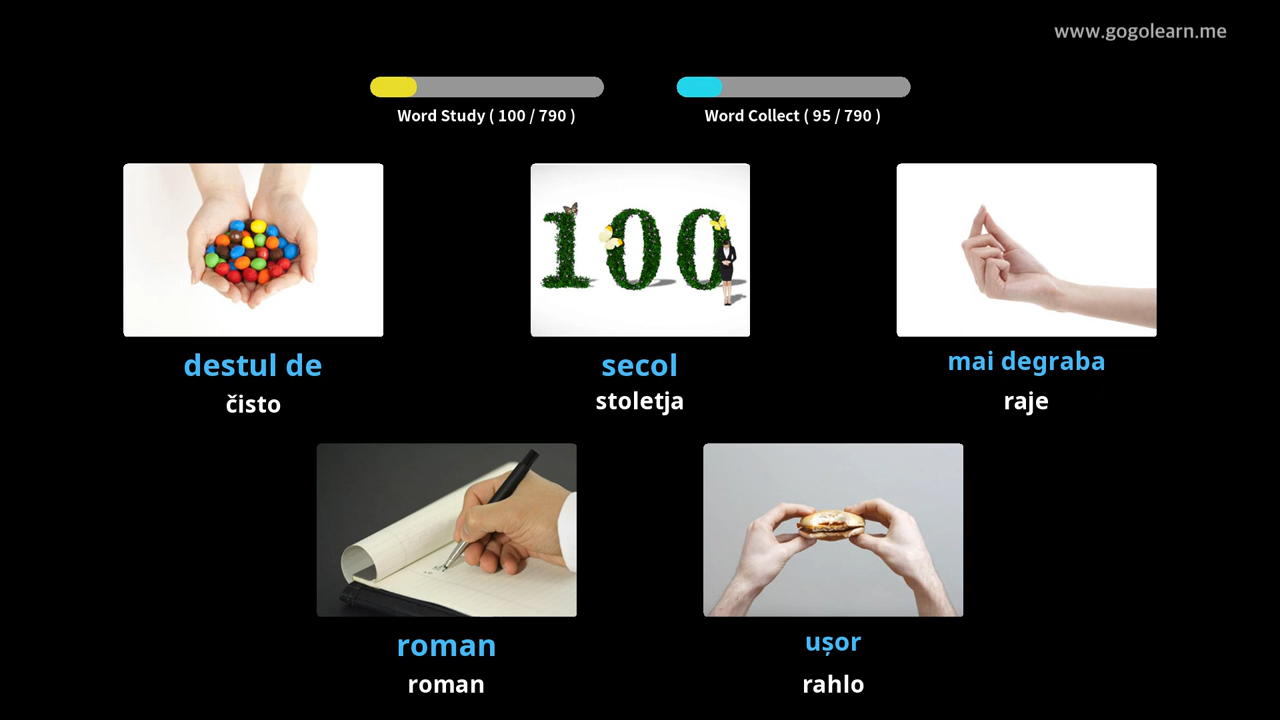 www.gogolearn.me
Word Study ( 100 / 790 )
Word Collect ( 95 / 790 )
100
destul de
čisto
secol
stoletja
mai degraba
raje
roman
roman
ușor
rahlo